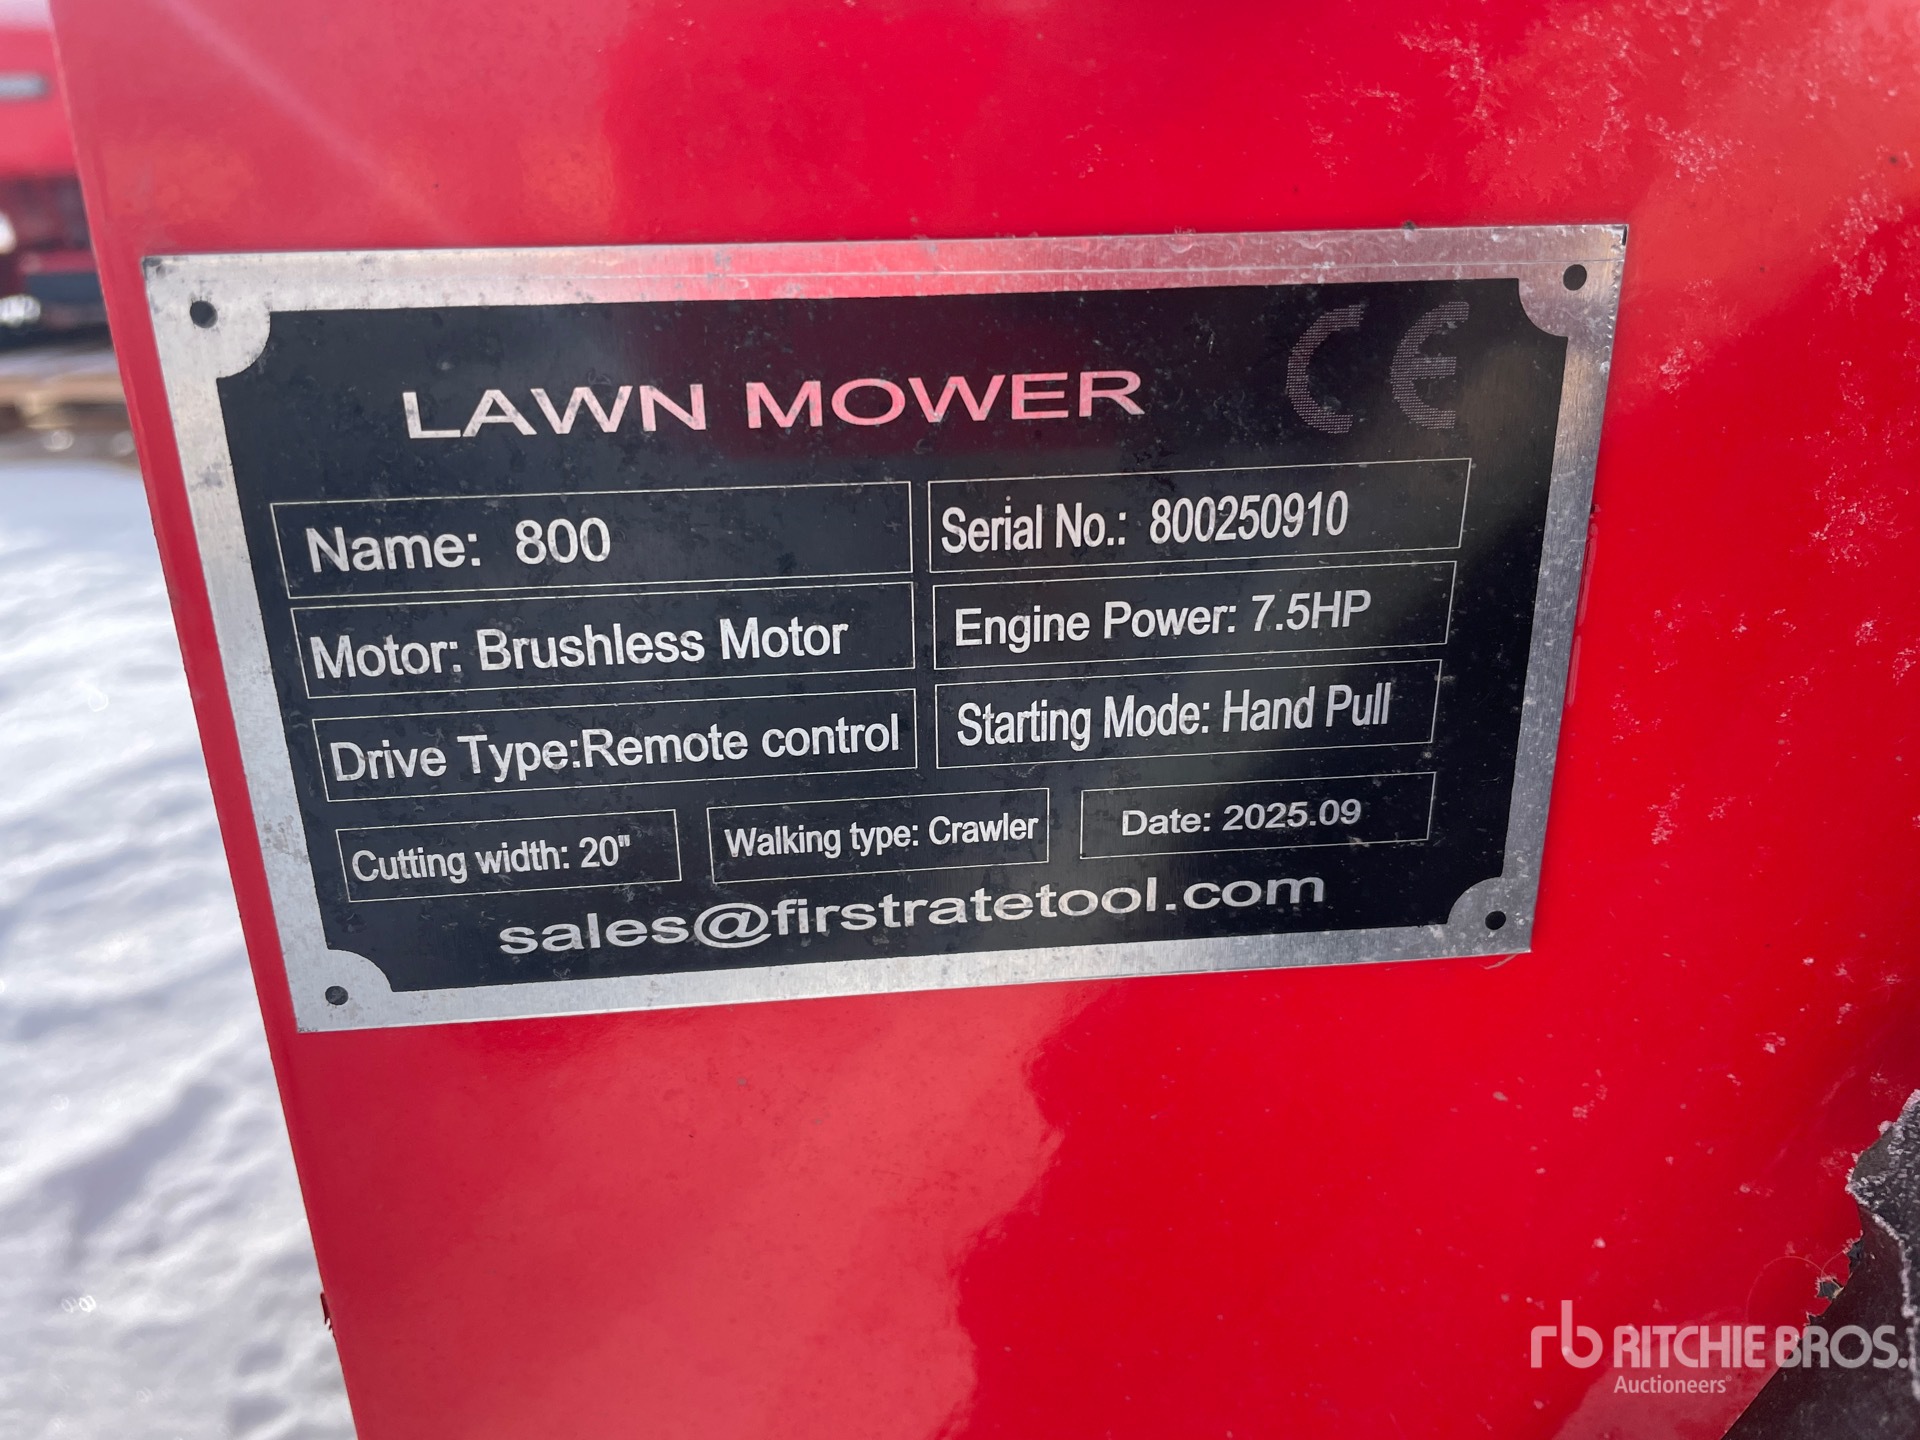 CE
LAWN MOWER
Name: 800
Serial No.: 800250910
Motor: Brushless Motor
Engine Power: 7.5HP
Drive Type:Remote control
Starting Mode: Hand Pull
Cutting width: 20"
Walking type: Crawler
Date: 2025.09
sales@firstratetool.com
rb RITCHIE BROS.
Auctioneers